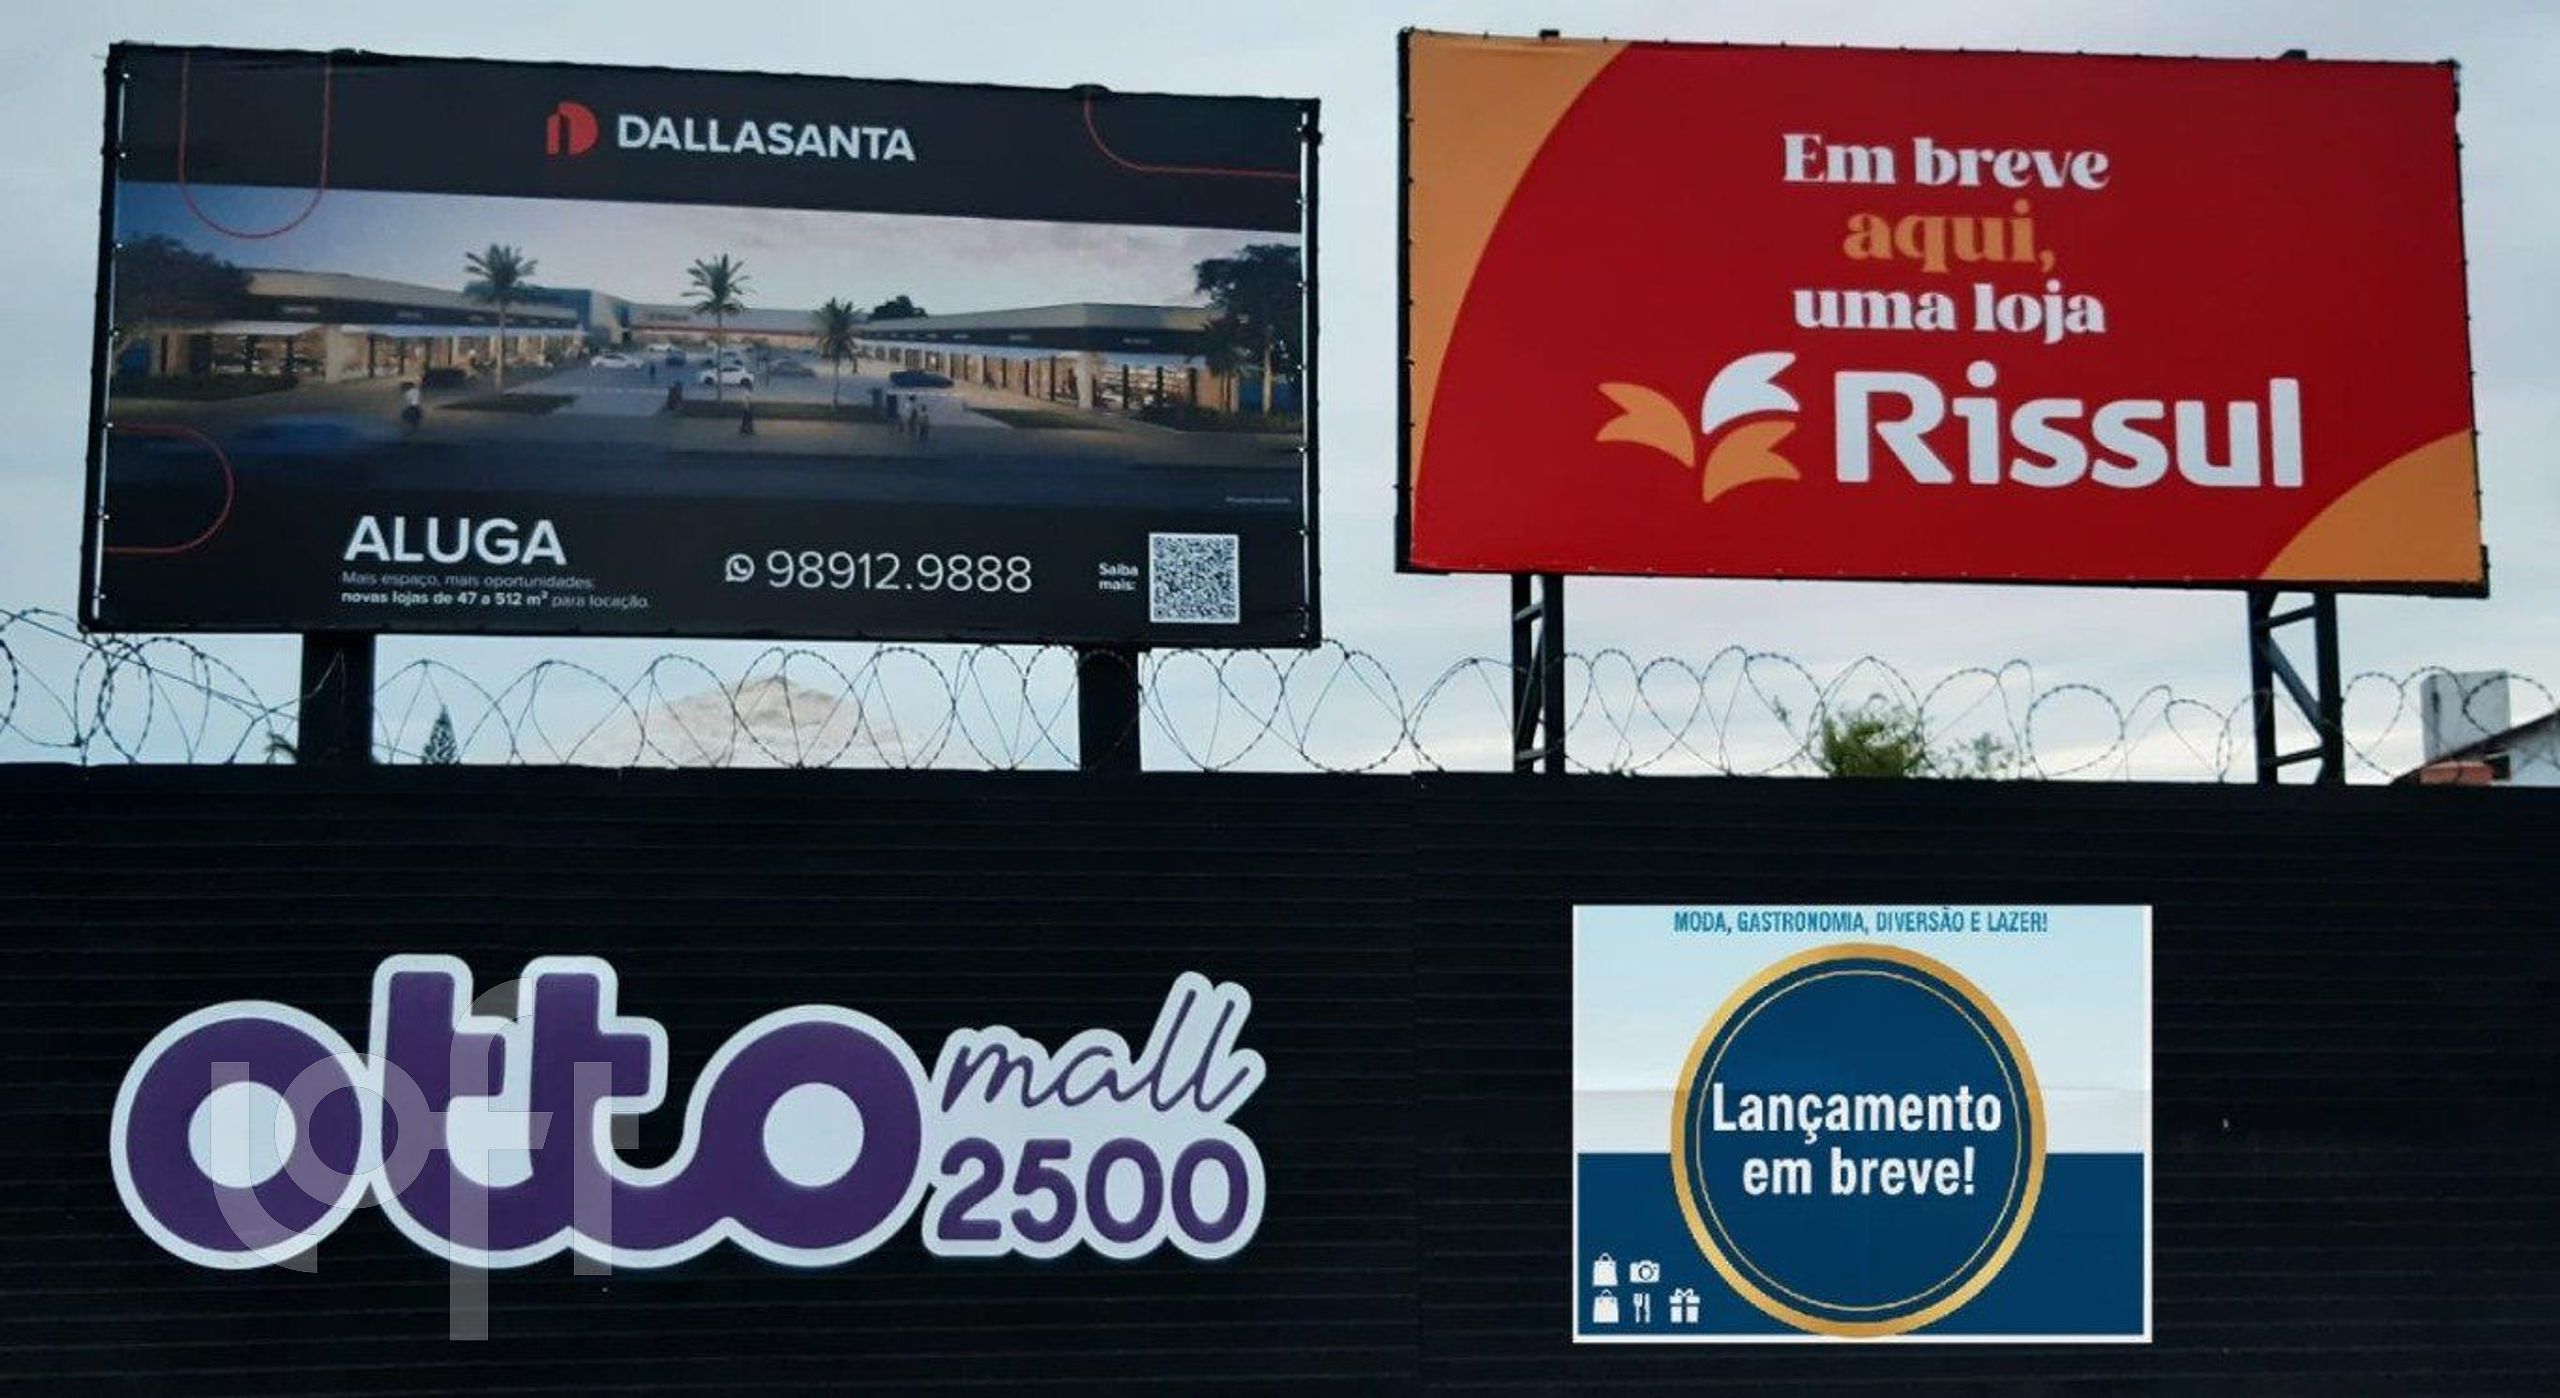 DALLASANTA
ALUGA
Mais espaço, mais oportunidades:
novas lojas de 47 a 512 m² para locação.
98912.9888
Saiba
mais:
Em breve
aqui,
uma loja
Rissul
otto mall
2500
loft
MODA, GASTRONOMIA, DIVERSÃO E LAZER!
Lançamento
em breve!